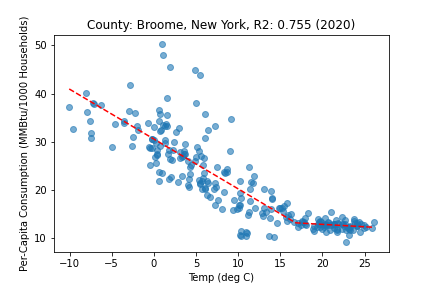 County: Broome, New York, R2: 0.755 (2020)
Per-Capita Consumption (MMBtu/1000 Households)
50
40
30
20
10
−10 −5 0 5 10 15 20 25
Temp (deg C)